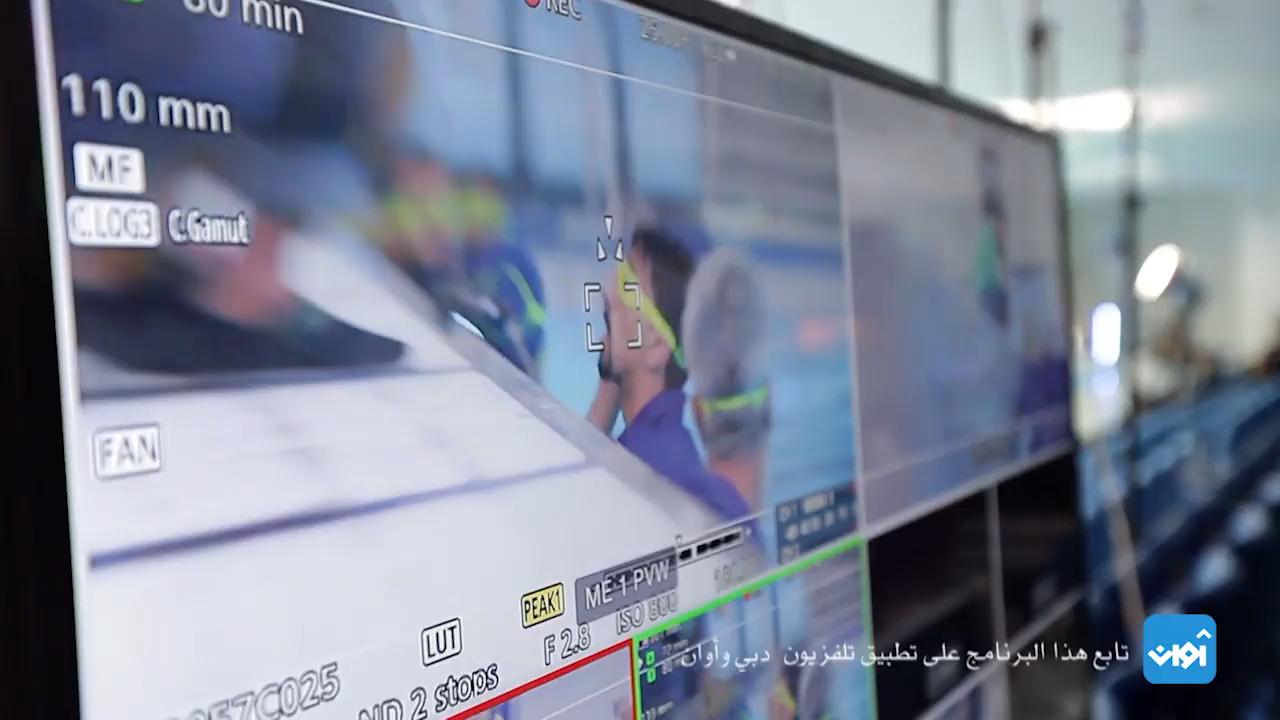 80 min
REC
110 mm
MF
C.LOG3 C.Gamut
FAN
PEAK1
ME 1 PVW
LUT
F 2.8
ISO 800
ND 2 stops
تابع هذا البرنامج على تطبيق تلفزيون دبي وأوان
أوان